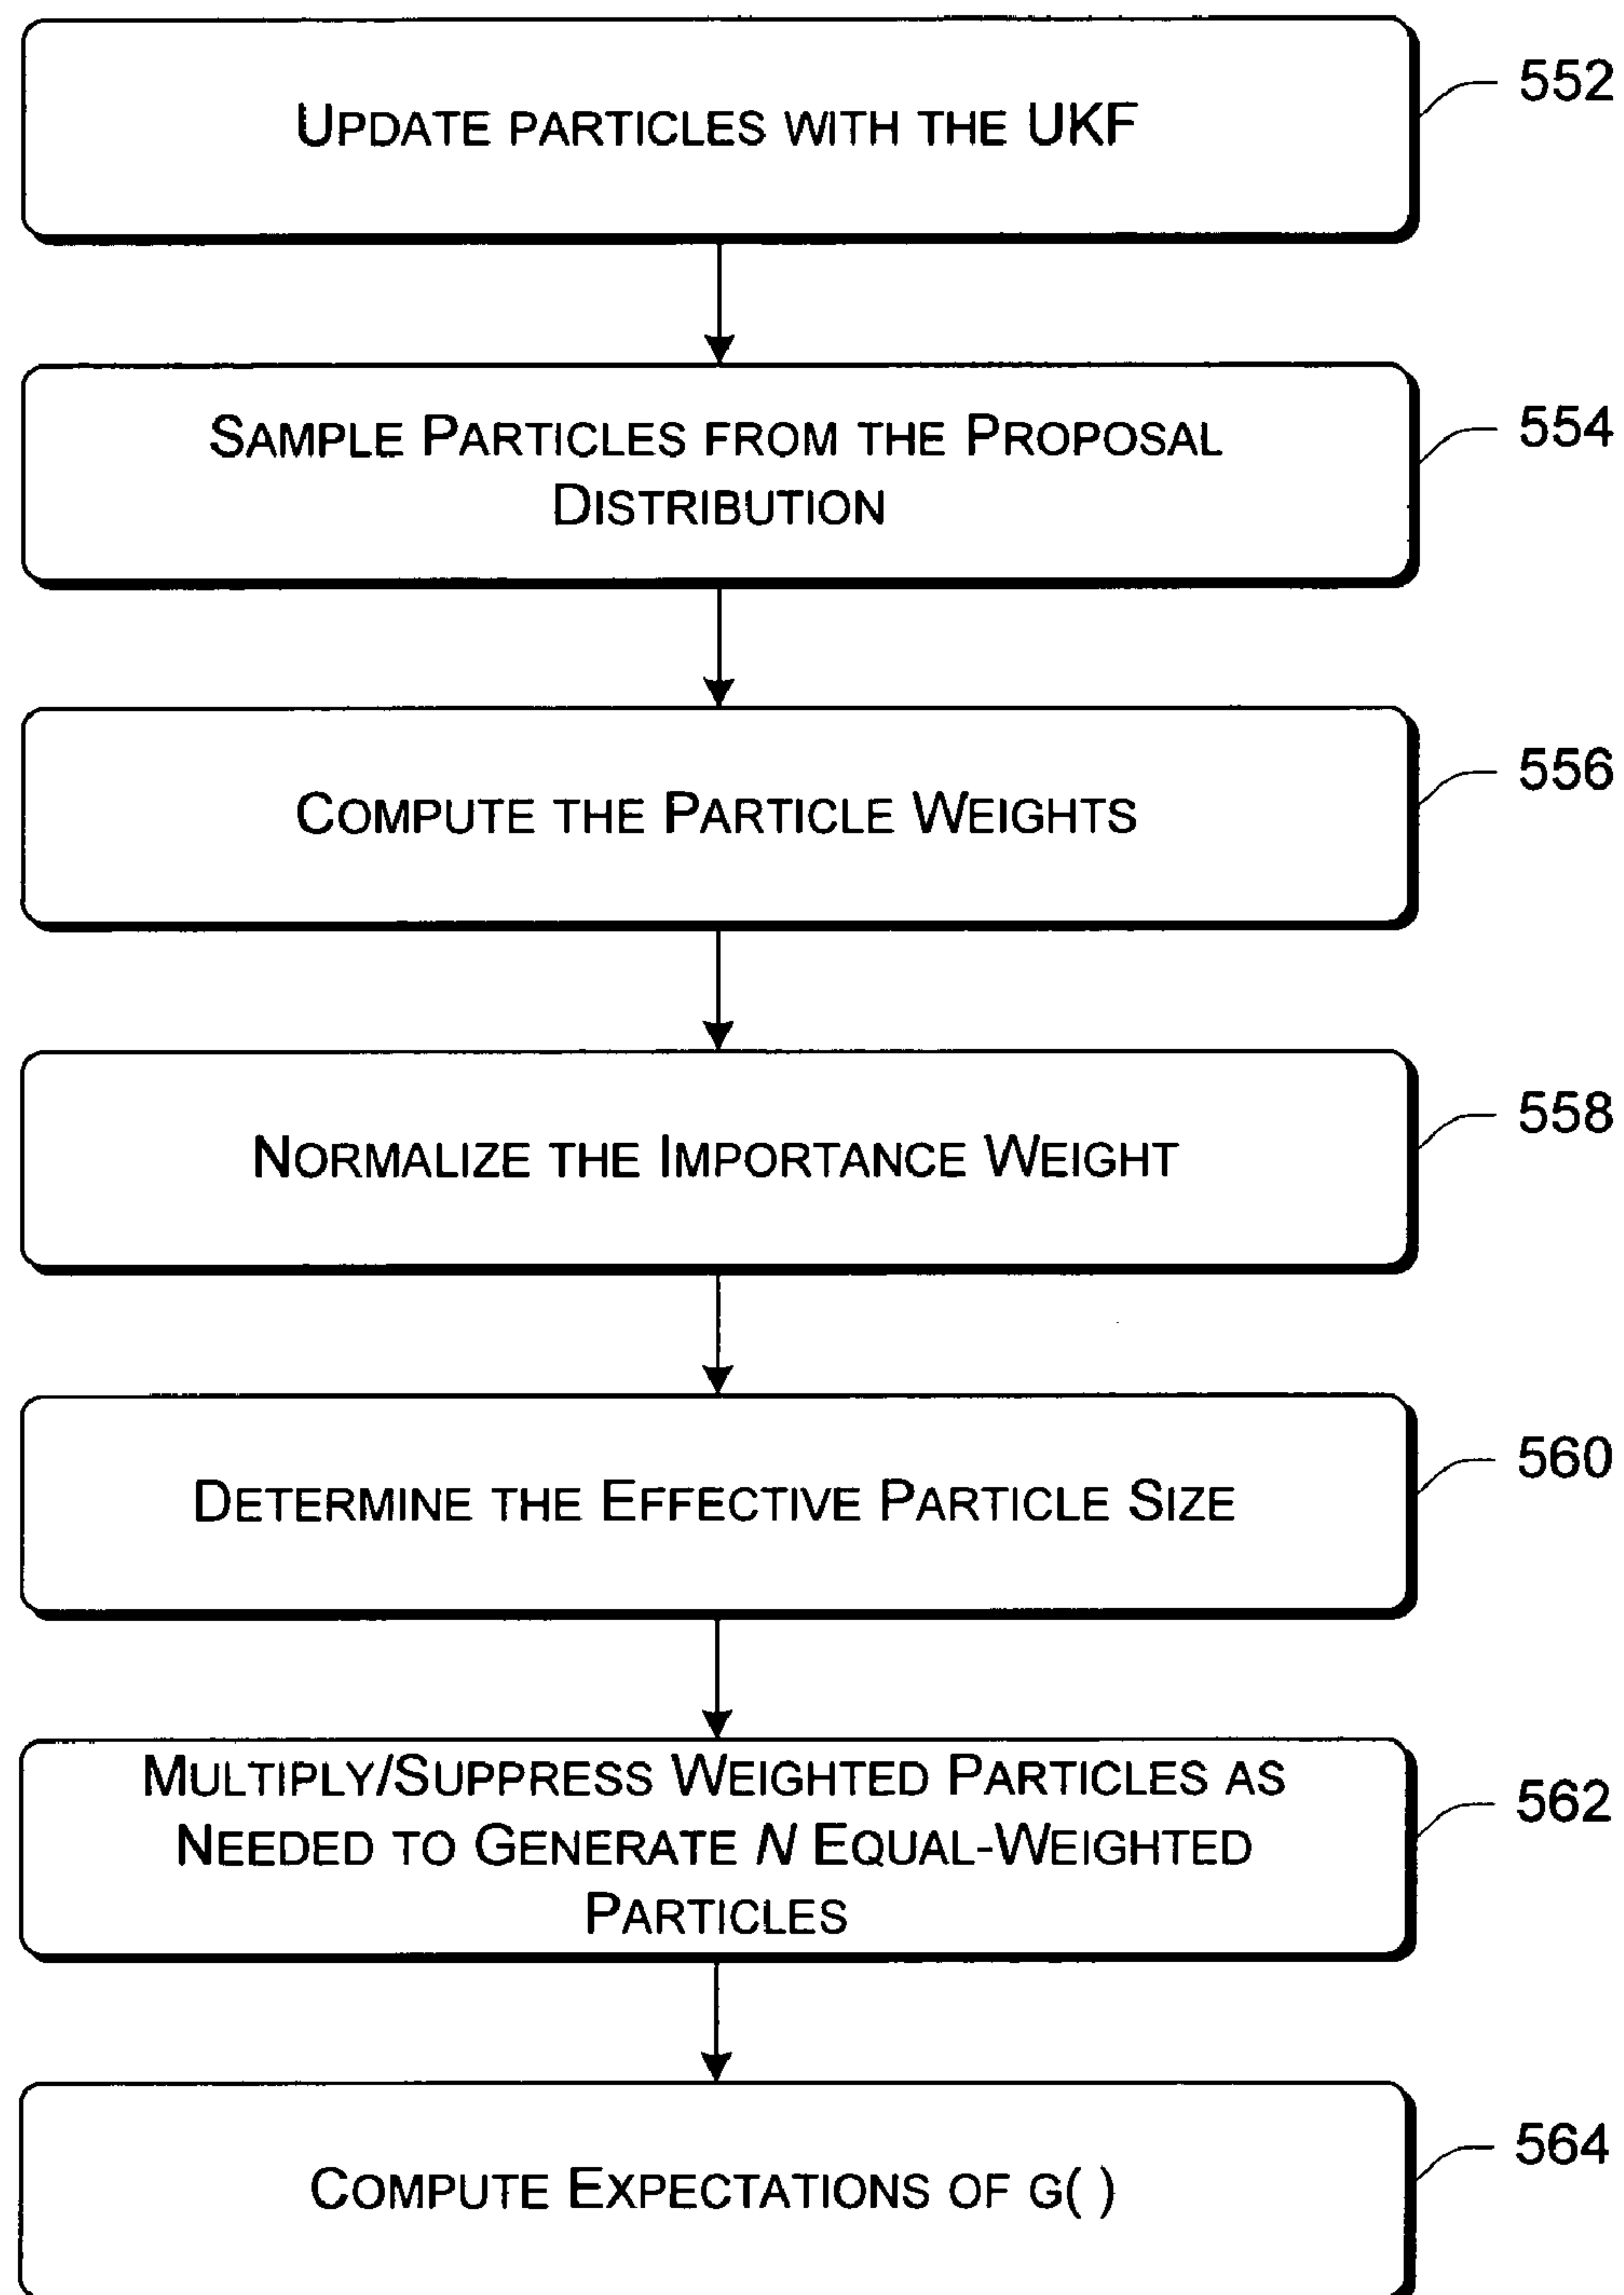 UPDATE PARTICLES WITH THE UKF
552
SAMPLE PARTICLES FROM THE PROPOSAL
DISTRIBUTION
554
COMPUTE THE PARTICLE WEIGHTS
556
NORMALIZE THE IMPORTANCE WEIGHT
558
DETERMINE THE EFFECTIVE PARTICLE SIZE
560
MULTIPLY/SUPPRESS WEIGHTED PARTICLES AS
NEEDED TO GENERATE N EQUAL-WEIGHTED
PARTICLES
562
COMPUTE EXPECTATIONS OF G( )
564